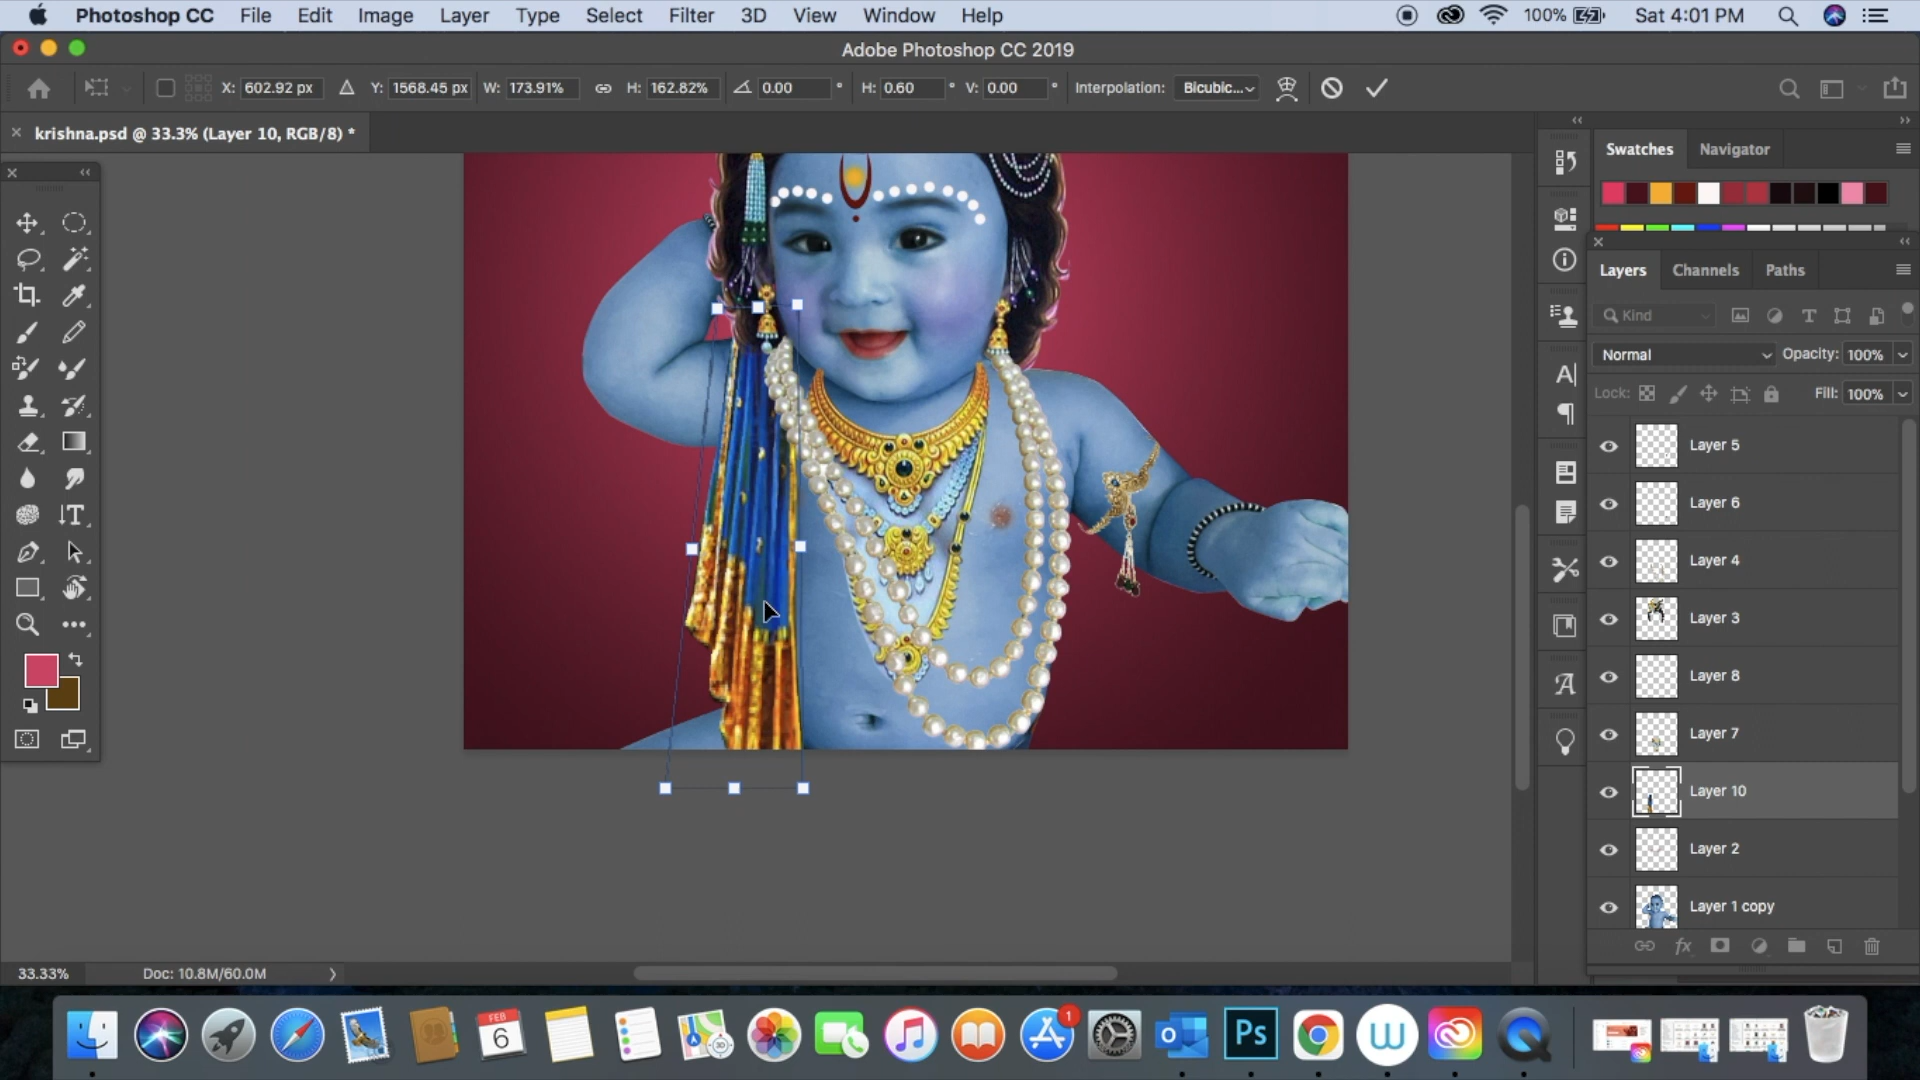 Photoshop CC File Edit Image Layer Type Select Filter 3D View Window Help 100% Sat 4:01 PM
Adobe Photoshop CC 2019
X: 602.92 px Y: 1568.45 px W: 173.91% H: 162.82% 0.00 ° H: 0.60 ° V: 0.00 ° Interpolation: Bicubic...
krishna.psd @ 33.3% (Layer 10, RGB/8) *
Swatches Navigator
Layers Channels Paths
Kind
Normal Opacity: 100%
Lock: Fill: 100%
Layer 5
Layer 6
Layer 4
Layer 3
Layer 8
Layer 7
Layer 10
Layer 2
Layer 1 copy
fx
33.33% Doc: 10.8M/60.0M
FEB
6
1
Ps